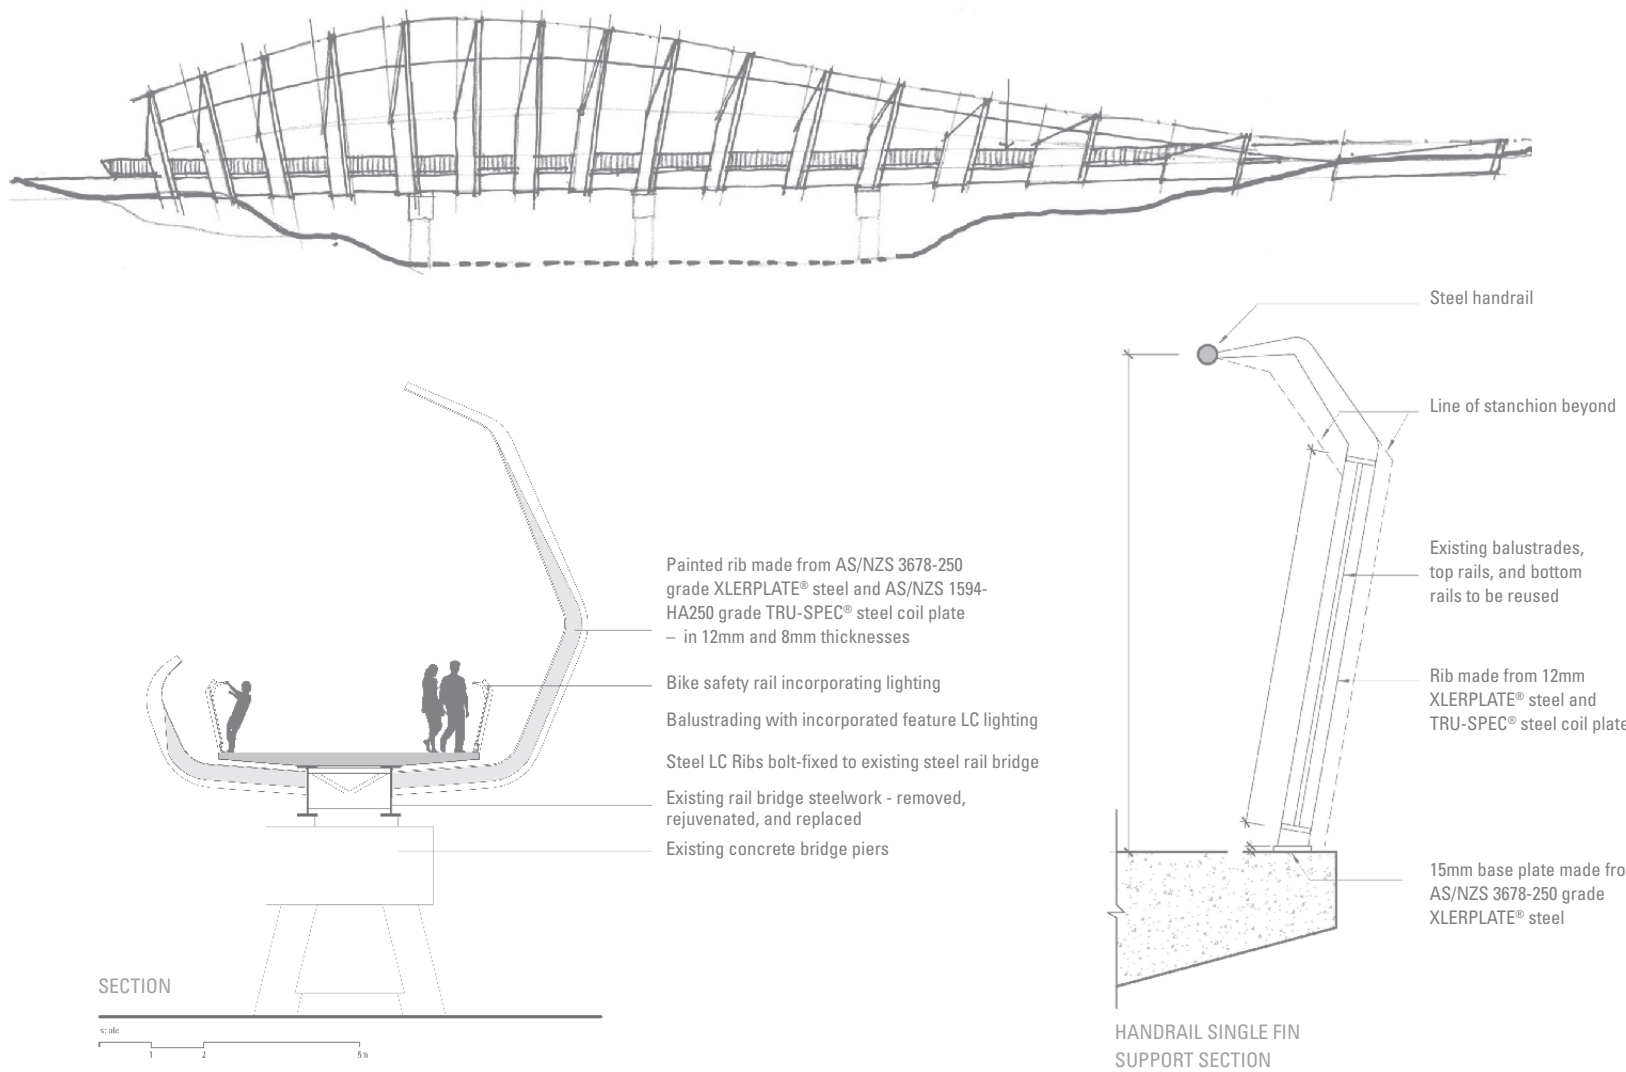 Steel handrail
Line of stanchion beyond
Existing balustrades,
top rails, and bottom
rails to be reused
Rib made from 12mm
XLERPLATE® steel and
TRU-SPEC® steel coil plate
15mm base plate made fro
AS/NZS 3678-250 grade
XLERPLATE® steel
HANDRAIL SINGLE FIN
SUPPORT SECTION
Painted rib made from AS/NZS 3678-250
grade XLERPLATE® steel and AS/NZS 1594-
HA250 grade TRU-SPEC® steel coil plate
– in 12mm and 8mm thicknesses
Bike safety rail incorporating lighting
Balustrading with incorporated feature LC lighting
Steel LC Ribs bolt-fixed to existing steel rail bridge
Existing rail bridge steelwork - removed,
rejuvenated, and replaced
Existing concrete bridge piers
SECTION
scale
1 2 5m